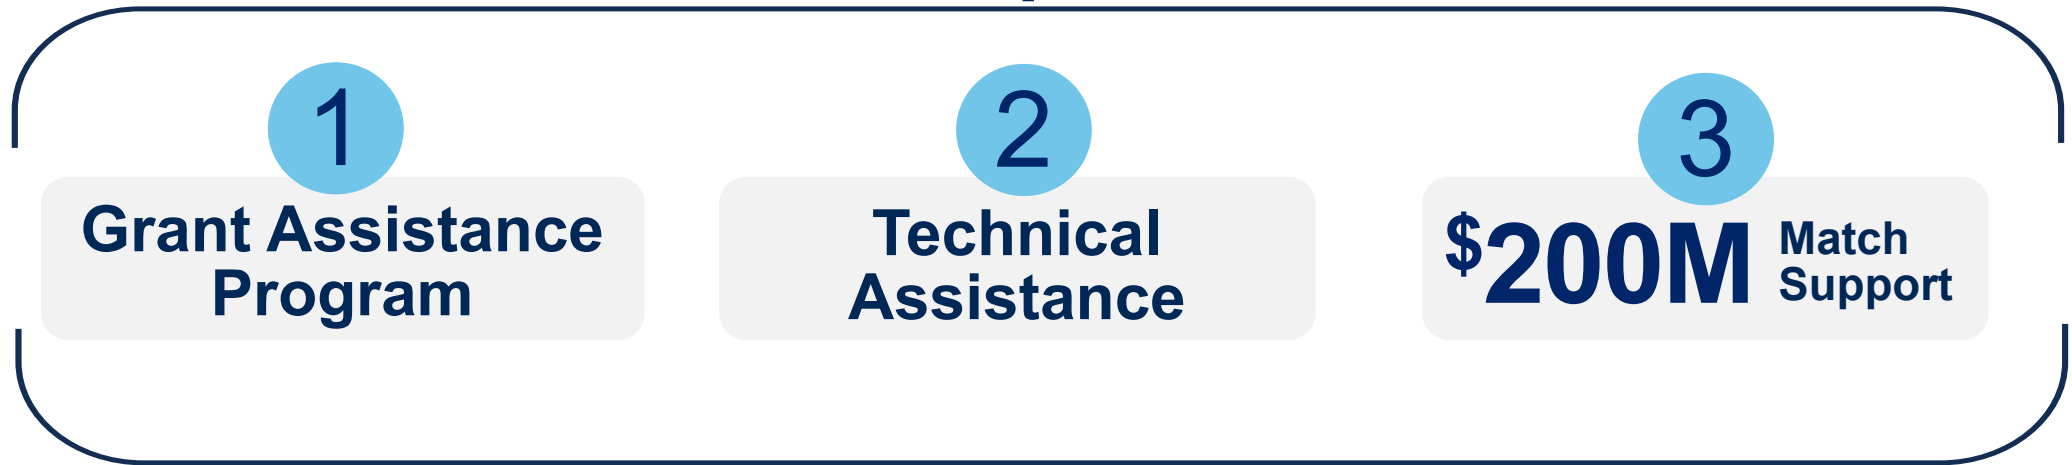 1
Grant Assistance
Program
2
Technical
Assistance
3
$200M Match
Support